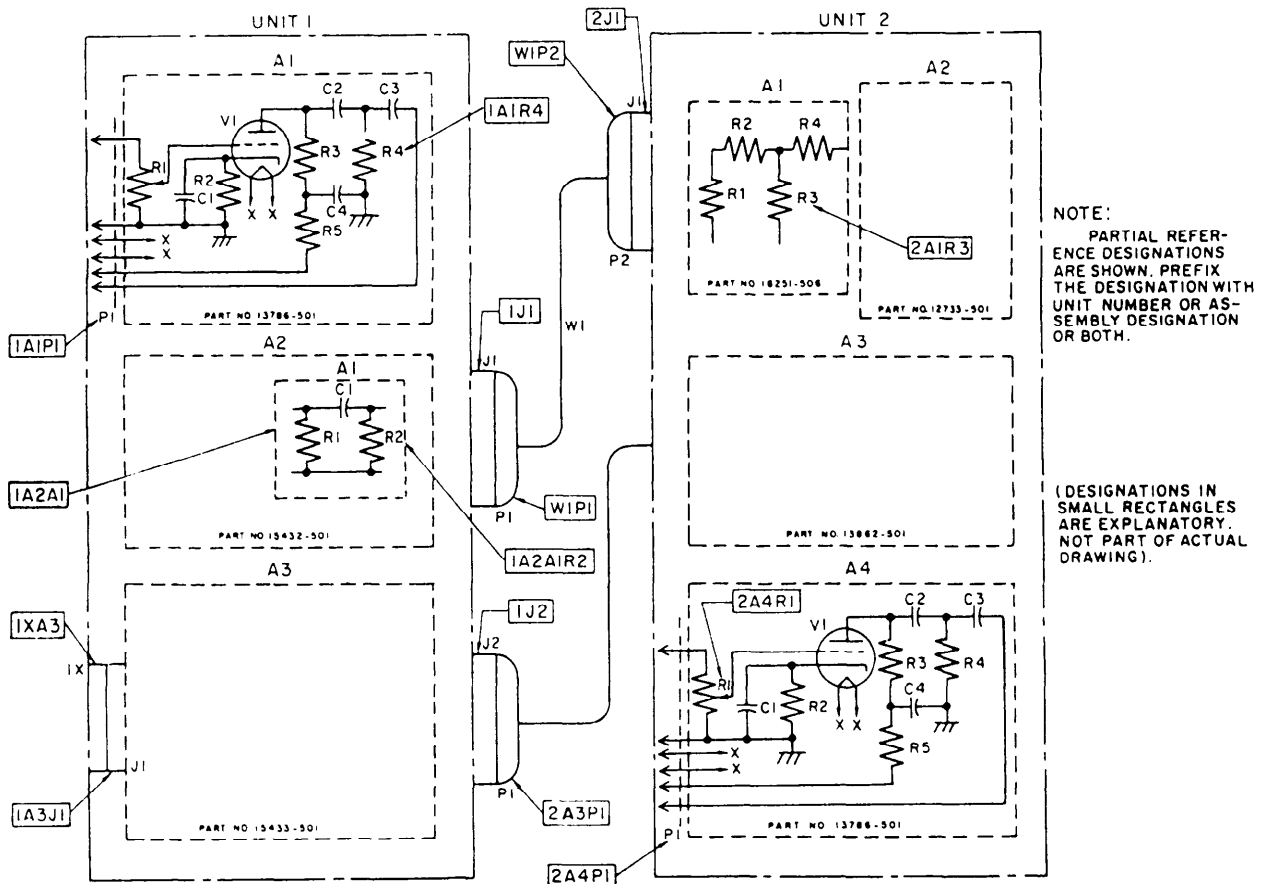 UNIT 1
A1
C2 C3
V1
1A1R4
R1
R3
R4
R2
C1
C4
X X
R5
X
X
P1
PART NO 13786-501
1A1P1
A2
A1
C1
R1 R2
1A2A1
PART NO. 15432-501
1A2A1R2
A3
1XA3
1X
J1
1A3J1
PART NO 15433-501
1J1
J1
P1
W1P1
W1
1J2
J2
P1
2A3P1
2J1
W1P2
J1
P2
UNIT 2
A1
R2 R4
R1
R3
2A1R3
PART NO 16251-506
A2
PART NO. 12733-501
A3
PART NO. 13862-501
A4
2A4R1
C2 C3
V1
R1
R3
R4
C1
R2
C4
X X
R5
X
X
P1
PART NO. 13786-501
2A4P1
NOTE:
PARTIAL REFER-
ENCE DESIGNATIONS
ARE SHOWN. PREFIX
THE DESIGNATION WITH
UNIT NUMBER OR AS-
SEMBLY DESIGNATION
OR BOTH.
(DESIGNATIONS IN
SMALL RECTANGLES
ARE EXPLANATORY.
NOT PART OF ACTUAL
DRAWING).